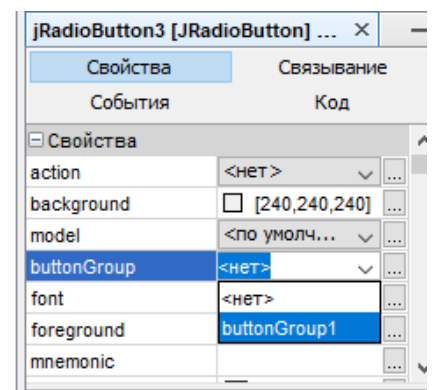 jRadioButton3 [JRadioButton] ... ×
Свойства Связывание
События Код
Свойства
action <нет> ...
background [240,240,240] ...
model <по умолч... ...
buttonGroup <нет> ...
font <нет> ...
foreground buttonGroup1 ...
mnemonic ...